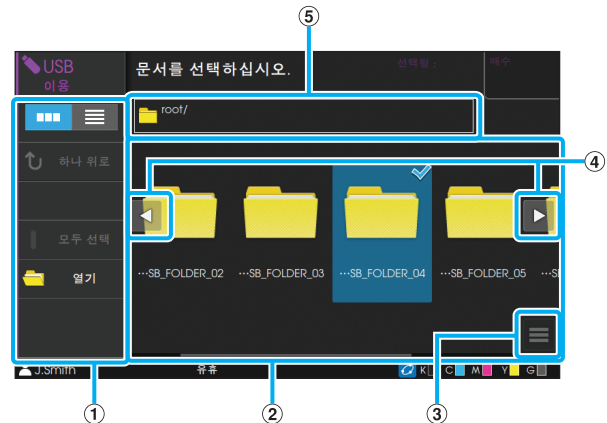 ⑤
USB
이용
문서를 선택하십시오.
선택됨 :
매수
root/
하나 위로
④
모두 선택
열기
···SB_FOLDER_02
···SB_FOLDER_03
···SB_FOLDER_04
···SB_FOLDER_05
···SB
J.Smith
유휴
K
C
M
Y
G
①
②
③